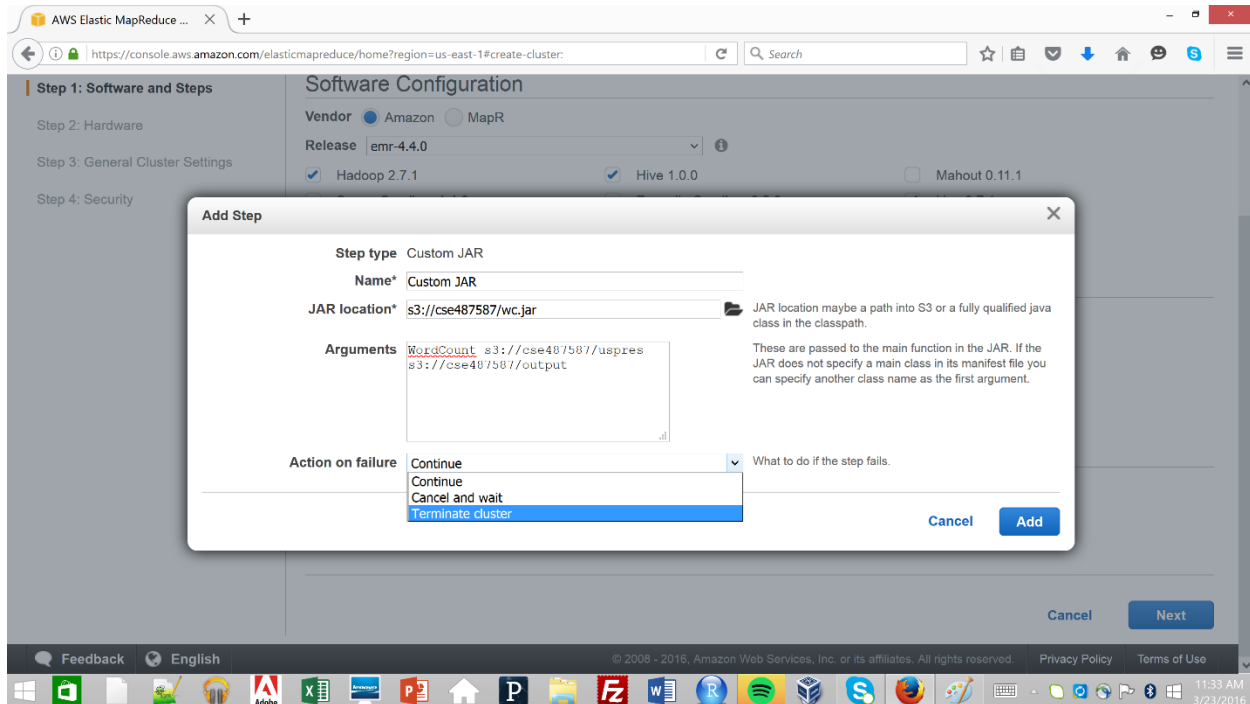 AWS Elastic MapReduce ...
https://console.aws.amazon.com/elasticmapreduce/home?region=us-east-1#create-cluster:
Search
Step 1: Software and Steps
Step 2: Hardware
Step 3: General Cluster Settings
Step 4: Security
Software Configuration
Vendor Amazon MapR
Release emr-4.4.0
Hadoop 2.7.1 Hive 1.0.0 Mahout 0.11.1
Add Step
Step type Custom JAR
Name* Custom JAR
JAR location* s3://cse487587/wc.jar
JAR location maybe a path into S3 or a fully qualified java
class in the classpath.
Arguments WordCount s3://cse487587/uspres
s3://cse487587/output
These are passed to the main function in the JAR. If the
JAR does not specify a main class in its manifest file you
can specify another class name as the first argument.
Action on failure Continue
What to do if the step fails.
Continue
Cancel and wait
Terminate cluster
Cancel Add
Cancel Next
Feedback English
© 2008 - 2016, Amazon Web Services, Inc. or its affiliates. All rights reserved. Privacy Policy Terms of Use
Adobe
11:33 AM
3/23/2016